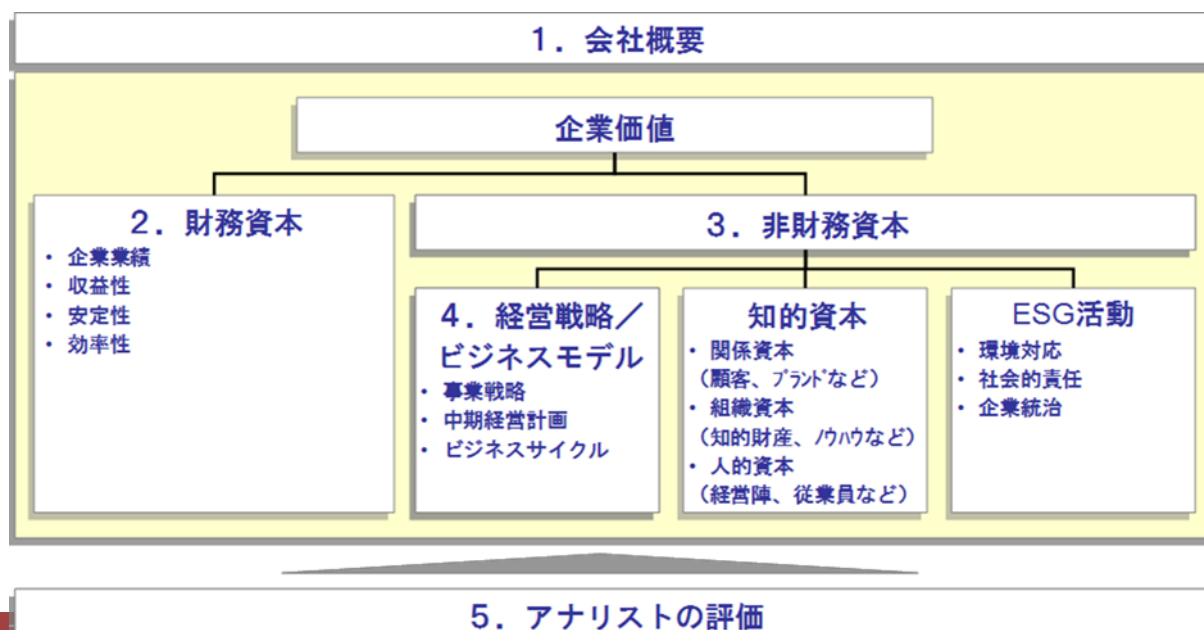 1．会社概要
企業価値
2．財務資本
・ 企業業績
・ 収益性
・ 安定性
・ 効率性
3．非財務資本
4．経営戦略／
ビジネスモデル
・ 事業戦略
・ 中期経営計画
・ ビジネスサイクル
知的資本
・ 関係資本
（顧客、ﾌﾞﾗﾝﾄﾞなど）
・ 組織資本
（知的財産、ﾉｳﾊｳなど）
・ 人的資本
（経営陣、従業員など）
ESG活動
・ 環境対応
・ 社会的責任
・ 企業統治
5．アナリストの評価